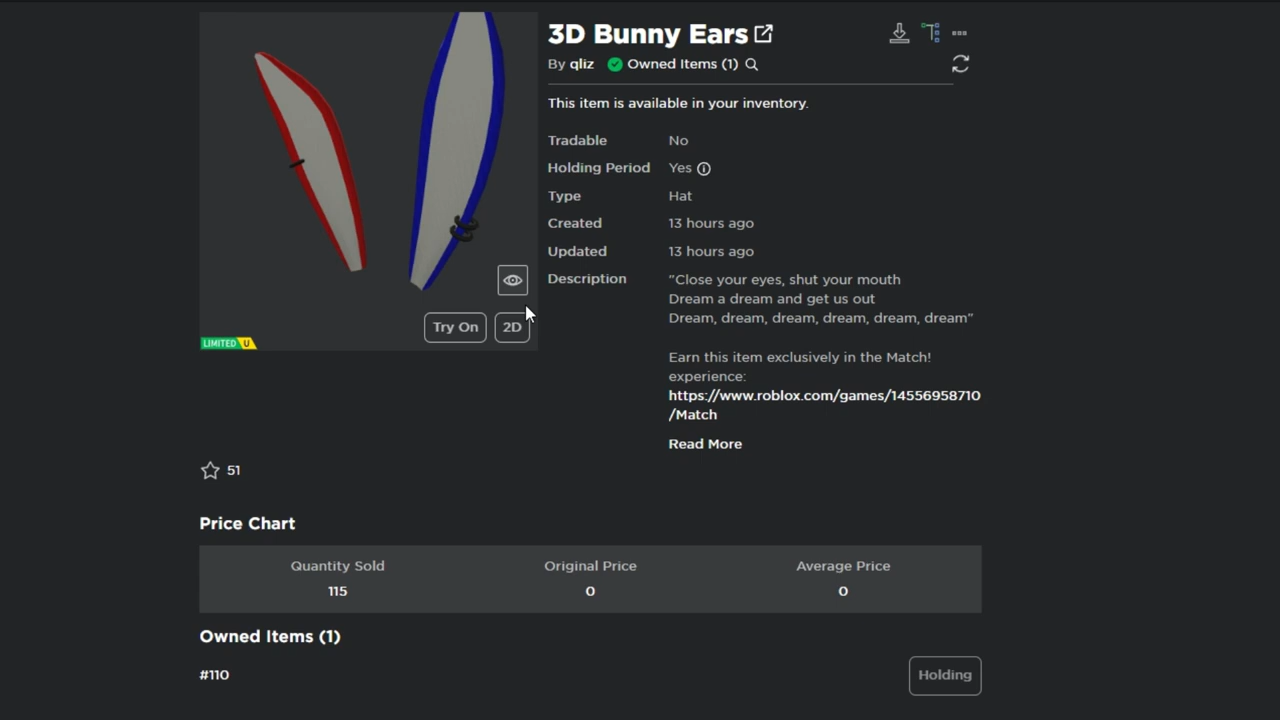 3D Bunny Ears
By qliz Owned Items (1)
This item is available in your inventory.
Tradable No
Holding Period Yes
Type Hat
Created 13 hours ago
Updated 13 hours ago
Description "Close your eyes, shut your mouth
Dream a dream and get us out
Dream, dream, dream, dream, dream, dream"
Earn this item exclusively in the Match!
experience:
https://www.roblox.com/games/14556958710
/Match
Read More
Try On 2D
LIMITED U
51
Price Chart
Quantity Sold Original Price Average Price
115 0 0
Owned Items (1)
#110 Holding